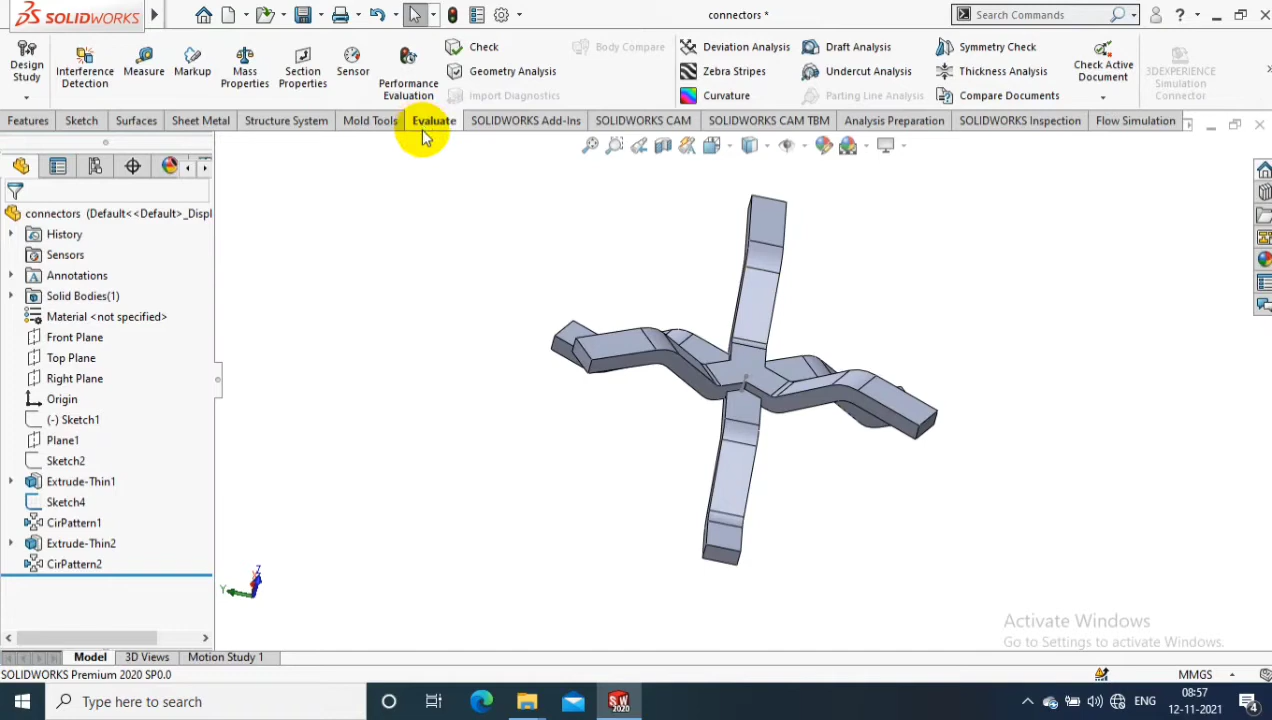 SOLIDWORKS
connectors *
Search Commands
Design Study
Interference Detection
Measure
Markup
Mass Properties
Section Properties
Sensor
Performance Evaluation
Check
Geometry Analysis
Import Diagnostics
Body Compare
Deviation Analysis
Zebra Stripes
Curvature
Draft Analysis
Undercut Analysis
Parting Line Analysis
Symmetry Check
Thickness Analysis
Compare Documents
Check Active Document
3DEXPERIENCE Simulation Connector
Features
Sketch
Surfaces
Sheet Metal
Structure System
Mold Tools
Evaluate
SOLIDWORKS Add-Ins
SOLIDWORKS CAM
SOLIDWORKS CAM TBM
Analysis Preparation
SOLIDWORKS Inspection
Flow Simulation
connectors (Default<<Default>_Displ
History
Sensors
Annotations
Solid Bodies(1)
Material <not specified>
Front Plane
Top Plane
Right Plane
Origin
(-) Sketch1
Plane1
Sketch2
Extrude-Thin1
Sketch4
CirPattern1
Extrude-Thin2
CirPattern2
Z
Y
Activate Windows
Go to Settings to activate Windows.
Model
3D Views
Motion Study 1
SOLIDWORKS Premium 2020 SP0.0
MMGS
Type here to search
SW
2020
ENG
08:57
12-11-2021
4